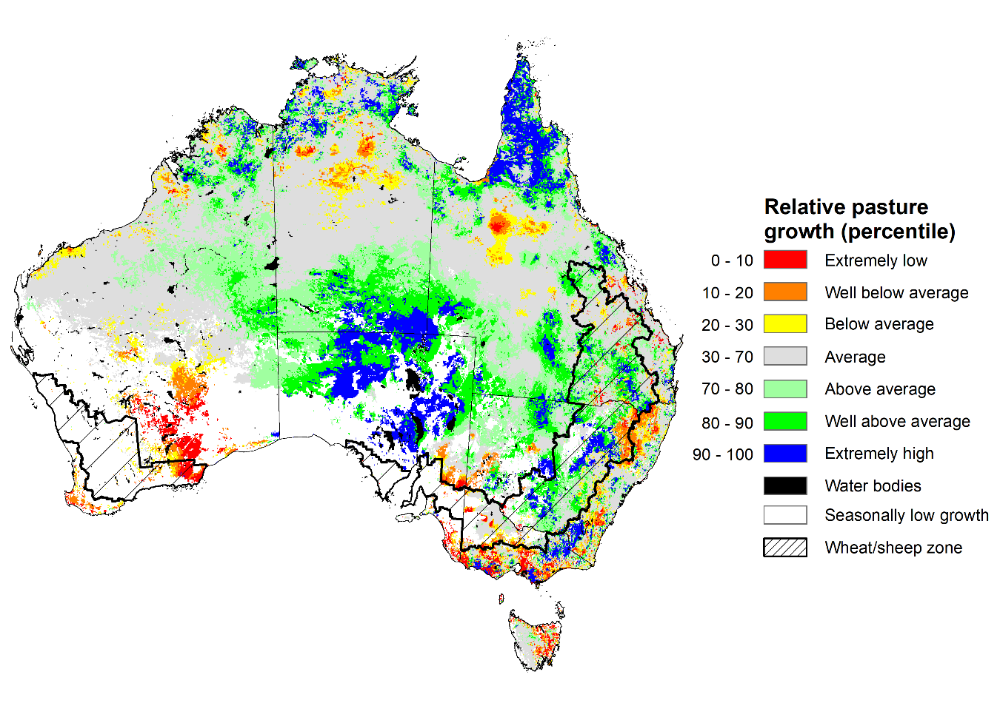 Relative pasture
growth (percentile)
0 - 10 Extremely low
10 - 20 Well below average
20 - 30 Below average
30 - 70 Average
70 - 80 Above average
80 - 90 Well above average
90 - 100 Extremely high
Water bodies
Seasonally low growth
Wheat/sheep zone